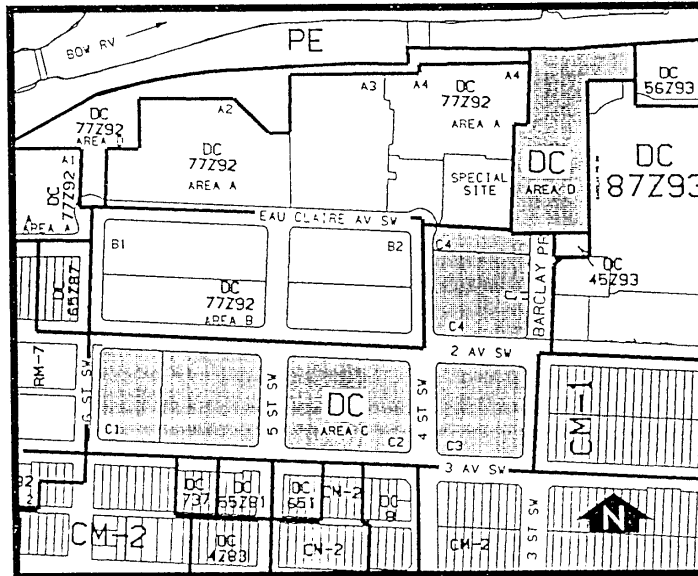 BOW RV
PE
DC
56Z93
A3
A4
DC
77Z92
AREA A
A4
A2
DC
77Z92
AREA
DC
77Z92
AREA A
DC
AREA D
DC
87Z93
A1
DC
77Z92
AREA A
A
SPECIAL
SITE
EAU CLAIRE AV SW
B1
B2
C4
BARCLAY PR
DC
45Z93
DC
65Z87
DC
77Z92
AREA B
C4
2 AV SW
RM-7
6 ST SW
5 ST SW
4 ST SW
DC
AREA C
C1
C2
C3
CM-1
3 AV SW
DC
737
DC
55Z81
DC
651
CM-2
DC
CM-2
DC
4Z83
CM-2
CM-2
3 ST SW
N